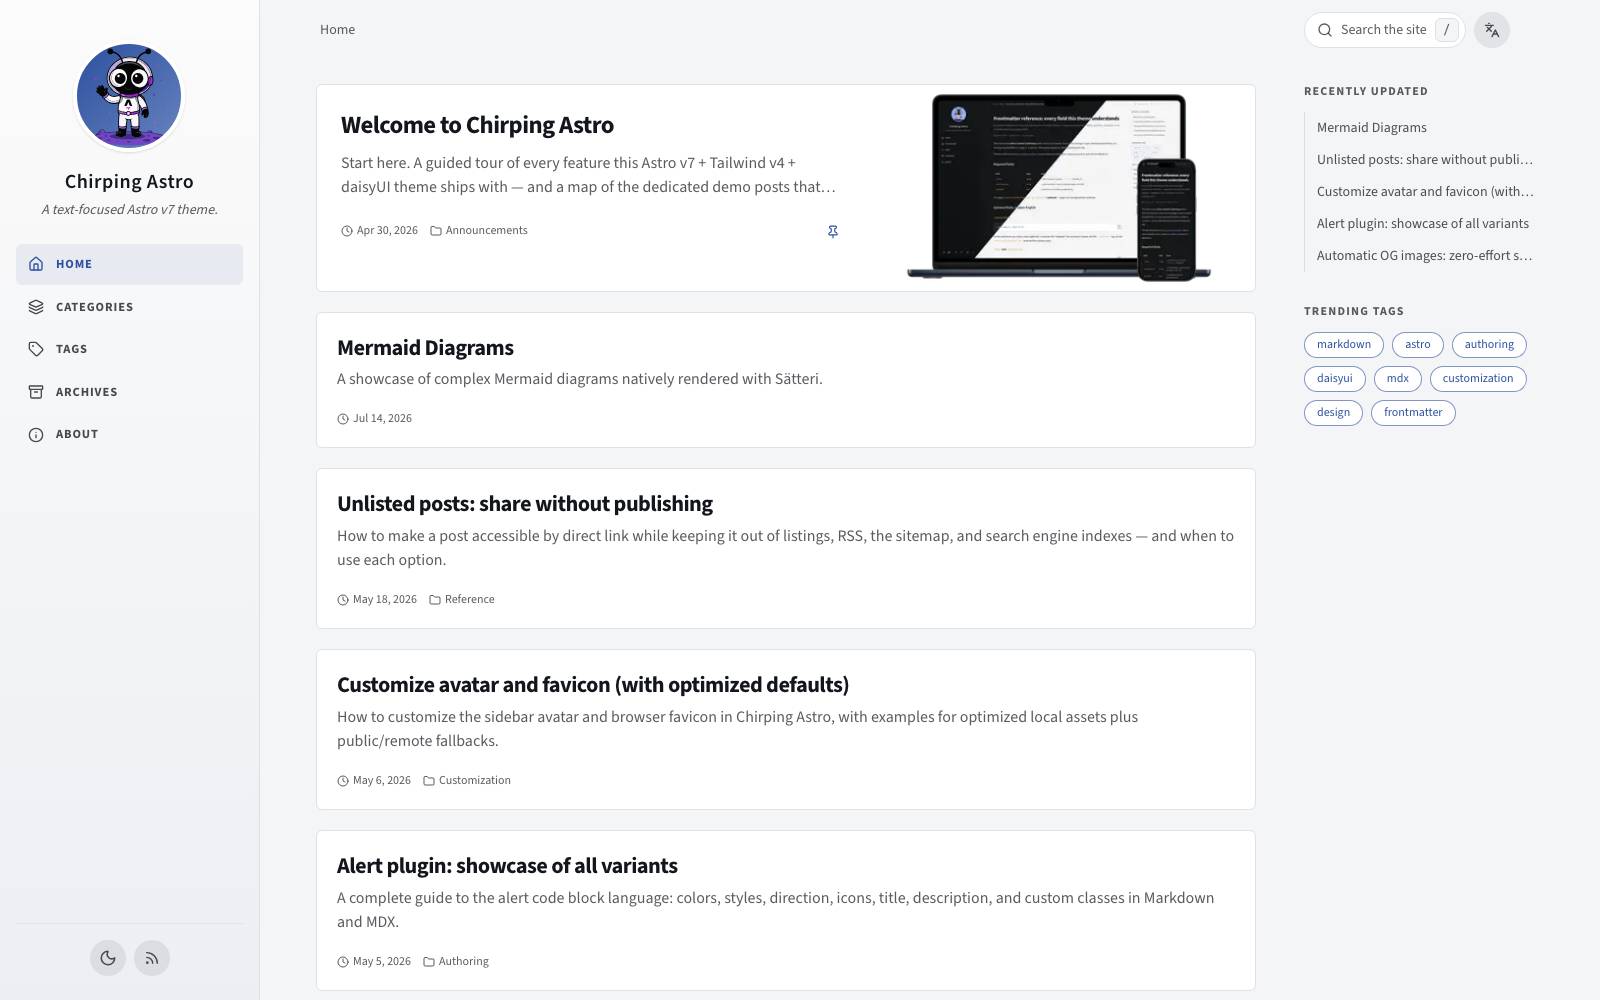 Chirping Astro
A text-focused Astro v7 theme.
HOME
CATEGORIES
TAGS
ARCHIVES
ABOUT
Home
Welcome to Chirping Astro
Start here. A guided tour of every feature this Astro v7 + Tailwind v4 +
daisyUI theme ships with — and a map of the dedicated demo posts that…
Apr 30, 2026 Announcements
Mermaid Diagrams
A showcase of complex Mermaid diagrams natively rendered with Sätteri.
Jul 14, 2026
Unlisted posts: share without publishing
How to make a post accessible by direct link while keeping it out of listings, RSS, the sitemap, and search engine indexes — and when to
use each option.
May 18, 2026 Reference
Customize avatar and favicon (with optimized defaults)
How to customize the sidebar avatar and browser favicon in Chirping Astro, with examples for optimized local assets plus
public/remote fallbacks.
May 6, 2026 Customization
Alert plugin: showcase of all variants
A complete guide to the alert code block language: colors, styles, direction, icons, title, description, and custom classes in Markdown
and MDX.
May 5, 2026 Authoring
Search the site /
RECENTLY UPDATED
Mermaid Diagrams
Unlisted posts: share without publi…
Customize avatar and favicon (with…
Alert plugin: showcase of all variants
Automatic OG images: zero-effort s…
TRENDING TAGS
markdown astro authoring
daisyui mdx customization
design frontmatter